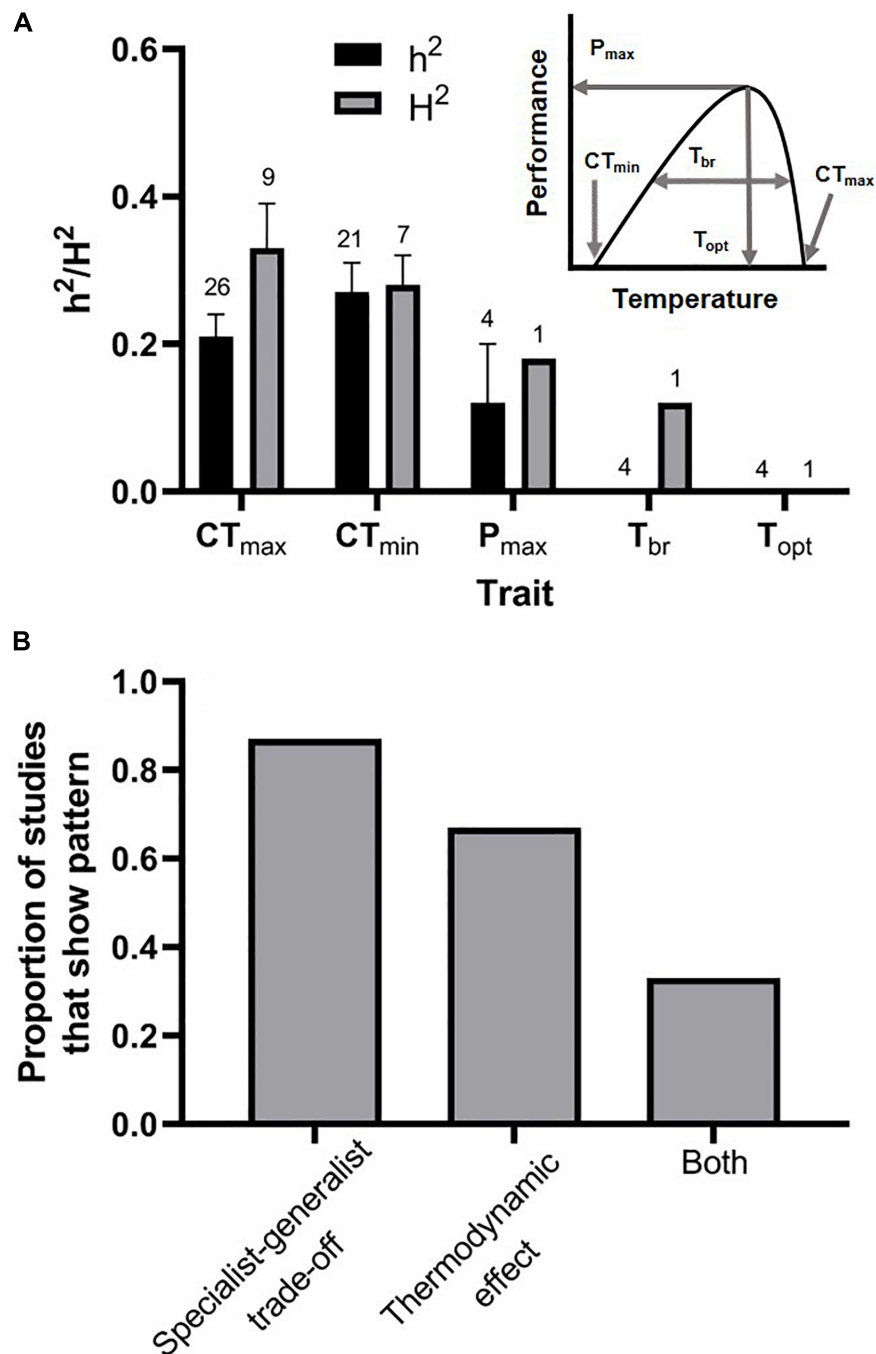 A
h²/H²
0.6
0.4
0.2
0.0
h²
H²
26
9
21
7
4
1
4
1
4
1
CTmax
CTmin
Pmax
Tbr
Topt
Trait
Performance
Pmax
CTmin
Tbr
CTmax
Topt
Temperature
B
Proportion of studies
that show pattern
1.0
0.8
0.6
0.4
0.2
0.0
Specialist-generalist
trade-off
Thermodynamic
effect
Both